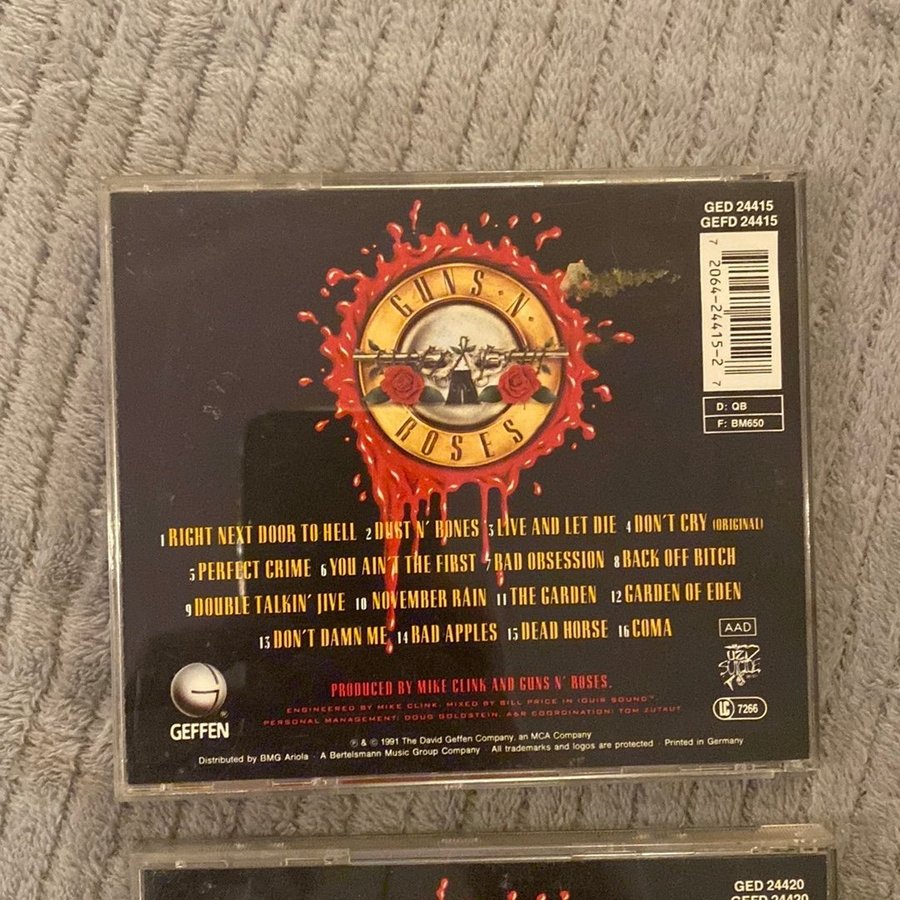 GED 24415
GEFD 24415
7 2064-24415-2 7
D: QB
F: BM650
GUNS N'
ROSES
1 RIGHT NEXT DOOR TO HELL 2 DUST N' BONES 3 LIVE AND LET DIE 4 DON'T CRY (ORIGINAL)
5 PERFECT CRIME 6 YOU AIN'T THE FIRST 7 BAD OBSESSION 8 BACK OFF BITCH
9 DOUBLE TALKIN' JIVE 10 NOVEMBER RAIN 11 THE GARDEN 12 GARDEN OF EDEN
13 DON'T DAMN ME 14 BAD APPLES 15 DEAD HORSE 16 COMA
AAD
UZI
SUICIDE
LC 7266
GEFFEN®
PRODUCED BY MIKE CLINK AND GUNS N' ROSES.
ENGINEERED BY MIKE CLINK. MIXED BY BILL PRICE IN "QUIR SOUND".
PERSONAL MANAGEMENT: DOUG GOLDSTEIN. A&R COORDINATION: TOM ZUTAUT.
℗ & © 1991 The David Geffen Company, an MCA Company
Distributed by BMG Ariola · A Bertelsmann Music Group Company · All trademarks and logos are protected · Printed in Germany
GED 24420
GEFD 24420